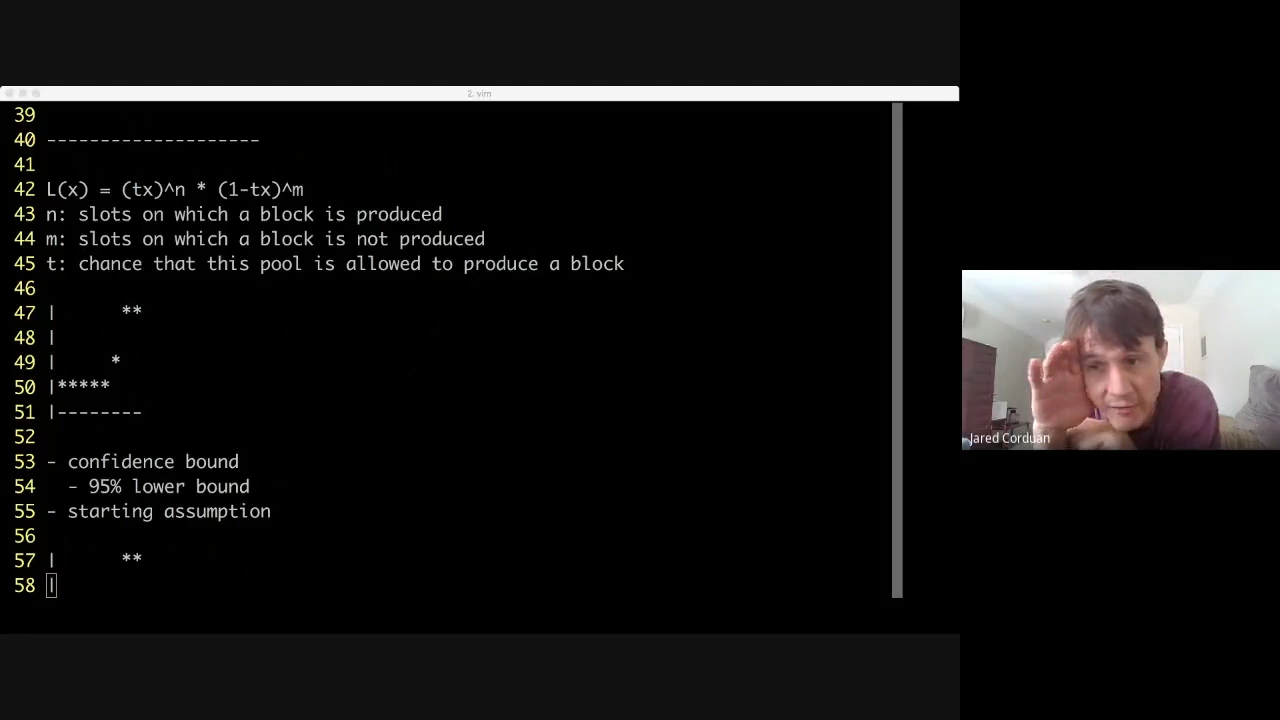 2. vim
39
40 --------------------
41
42 L(x) = (tx)^n * (1-tx)^m
43 n: slots on which a block is produced
44 m: slots on which a block is not produced
45 t: chance that this pool is allowed to produce a block
46
47 |      **
48 |
49 |     *
50 |*****
51 |--------
52
53 - confidence bound
54   - 95% lower bound
55 - starting assumption
56
57 |      **
58 |
Jared Corduan